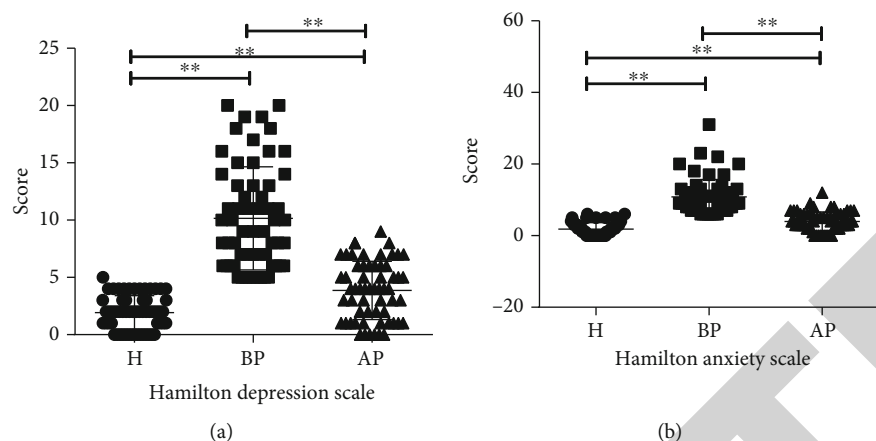 (a)
**
**
**
25
20
15
10
5
0
Score
H BP AP
Hamilton depression scale
(b)
**
**
**
60
40
20
0
–20
Score
H BP AP
Hamilton anxiety scale